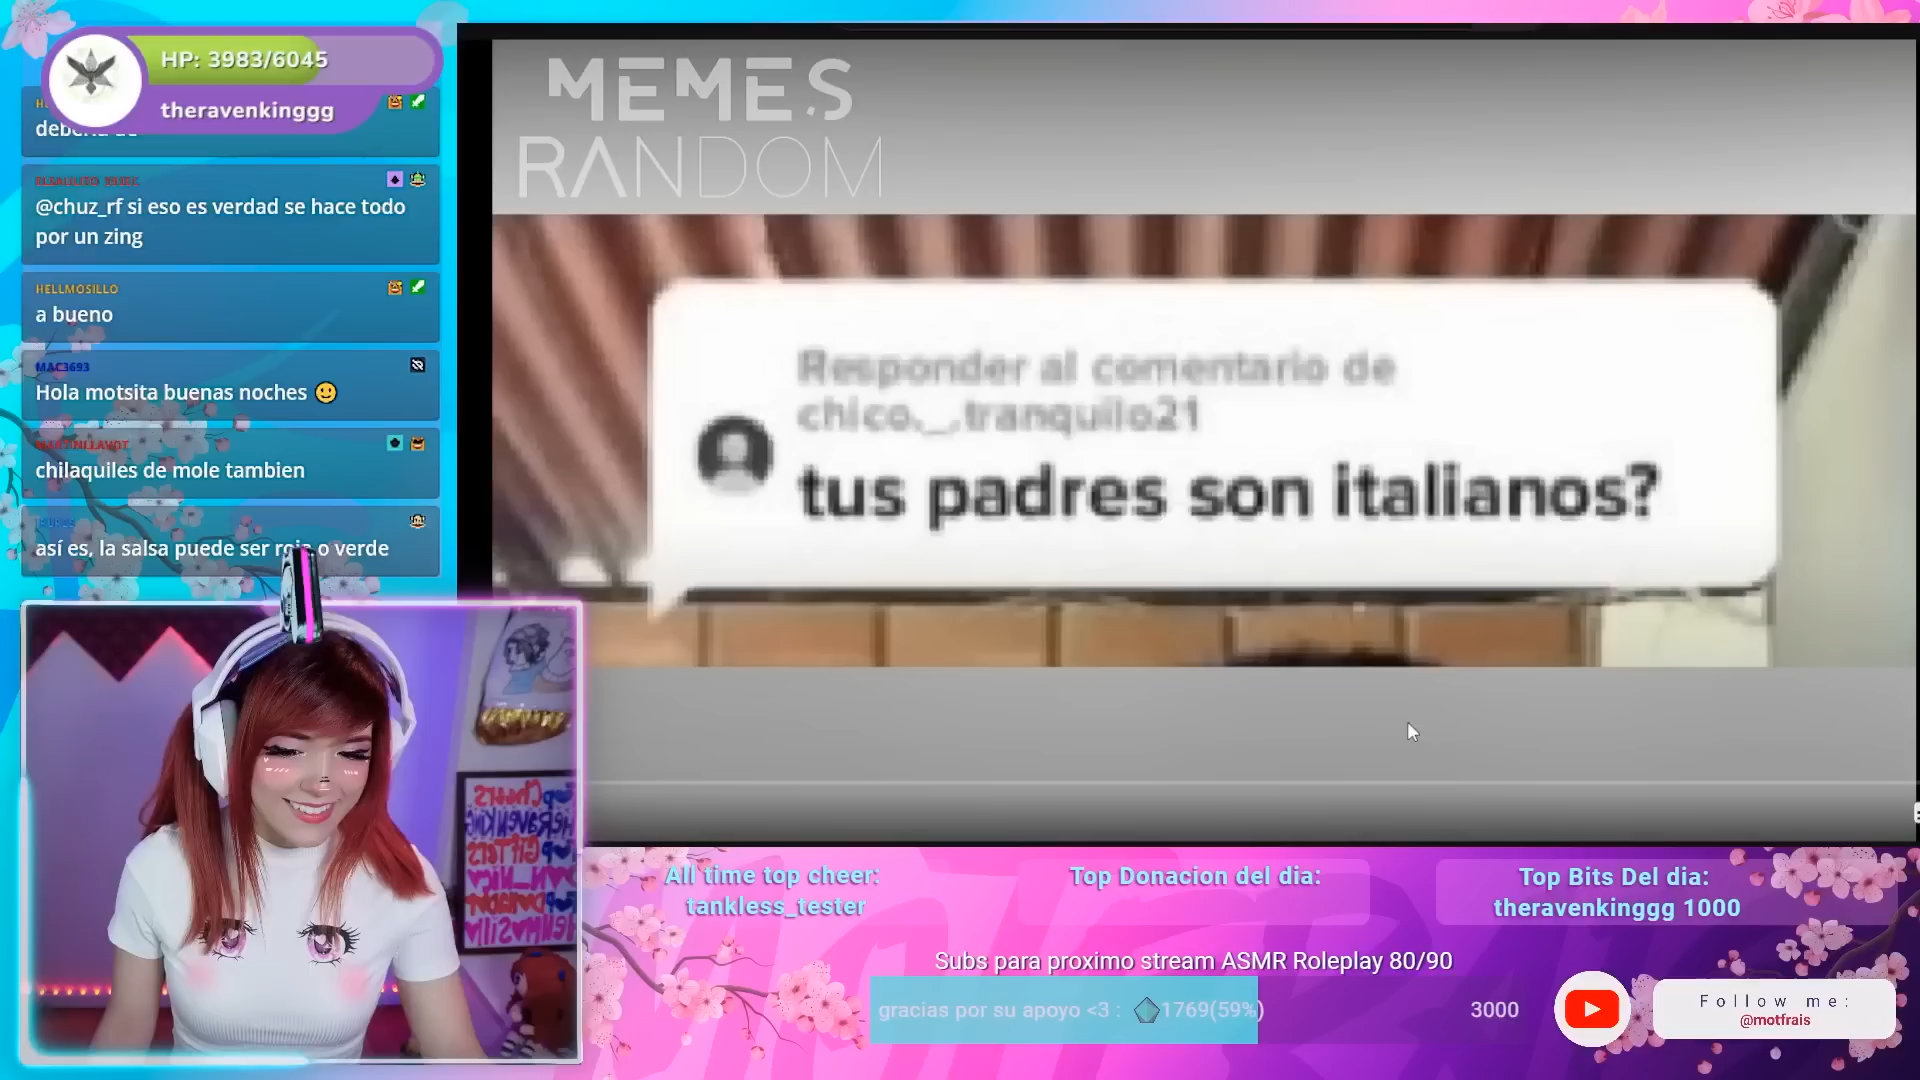 HP: 3983/6045
theravenkinggg
@chuz_rf si eso es verdad se hace todo
por un zing
HELLMOSILLO
a bueno
MAC3693
Hola motsita buenas noches
MARTINLLAVOT
chilaquiles de mole tambien
así es, la salsa puede ser roja o verde
MEMES
RANDOM
Responder al comentario de
chico._.tranquilo21
tus padres son italianos?
All time top cheer:
tankless_tester
Top Donacion del dia:
Top Bits Del dia:
theravenkinggg 1000
Subs para proximo stream ASMR Roleplay 80/90
gracias por su apoyo <3 : 1769(59%)
3000
Follow me:
@motfrais